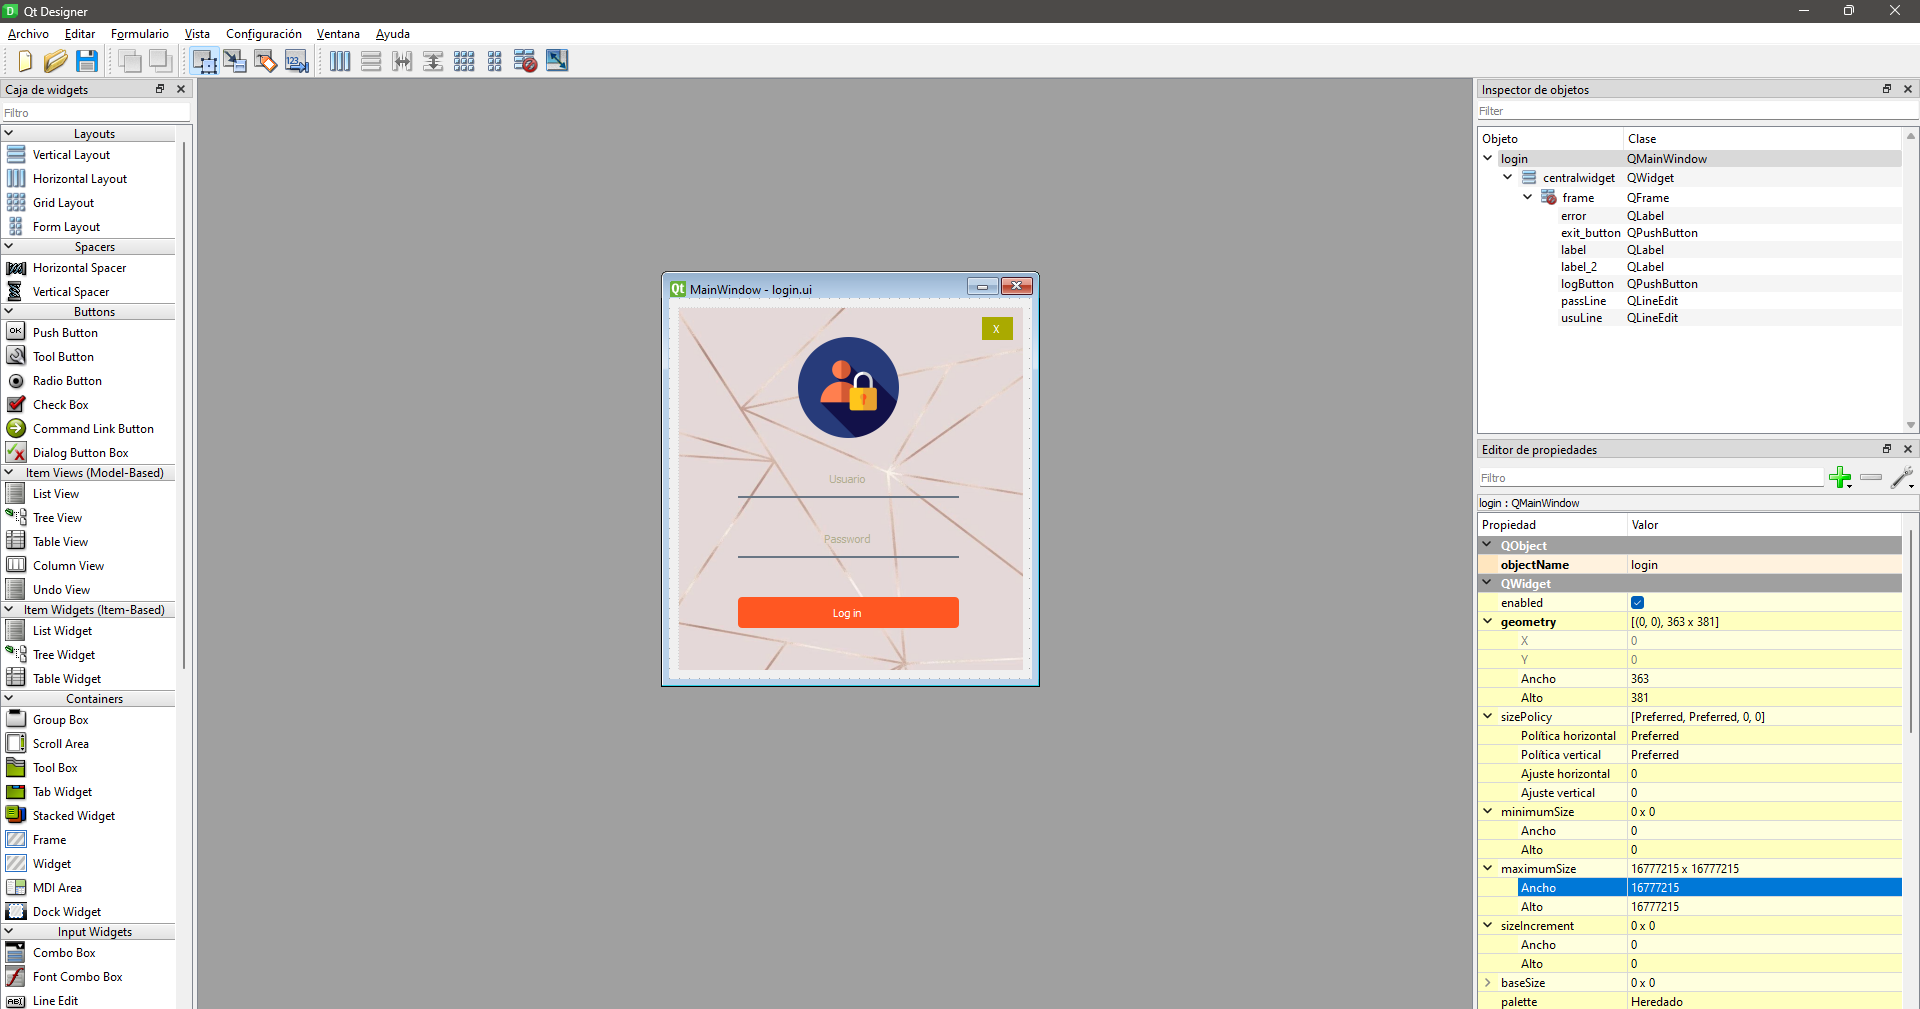 Qt Designer
Archivo Editar Formulario Vista Configuración Ventana Ayuda
Caja de widgets
Filtro
Layouts
Vertical Layout
Horizontal Layout
Grid Layout
Form Layout
Spacers
Horizontal Spacer
Vertical Spacer
Buttons
OK Push Button
Tool Button
Radio Button
Check Box
Command Link Button
Dialog Button Box
Item Views (Model-Based)
List View
Tree View
Table View
Column View
Undo View
Item Widgets (Item-Based)
List Widget
Tree Widget
Table Widget
Containers
Group Box
Scroll Area
Tool Box
Tab Widget
Stacked Widget
Frame
Widget
MDI Area
Dock Widget
Input Widgets
Combo Box
Font Combo Box
ABI Line Edit
Qt MainWindow - login.ui
X
Usuario
Password
Log in
Inspector de objetos
Filter
Objeto Clase
login QMainWindow
centralwidget QWidget
frame QFrame
error QLabel
exit_button QPushButton
label QLabel
label_2 QLabel
logButton QPushButton
passLine QLineEdit
usuLine QLineEdit
Editor de propiedades
Filtro
login : QMainWindow
Propiedad Valor
QObject
objectName login
QWidget
enabled
geometry [(0, 0), 363 x 381]
X 0
Y 0
Ancho 363
Alto 381
sizePolicy [Preferred, Preferred, 0, 0]
Política horizontal Preferred
Política vertical Preferred
Ajuste horizontal 0
Ajuste vertical 0
minimumSize 0 x 0
Ancho 0
Alto 0
maximumSize 16777215 x 16777215
Ancho 16777215
Alto 16777215
sizeIncrement 0 x 0
Ancho 0
Alto 0
baseSize 0 x 0
palette Heredado